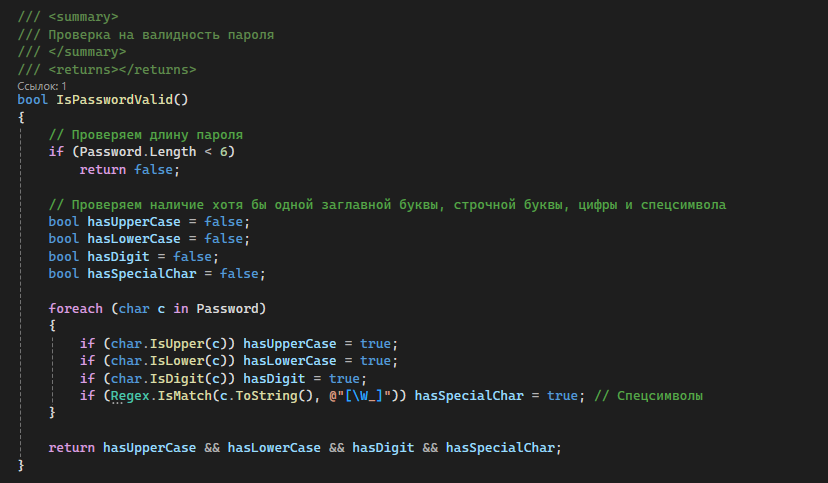 /// <summary>
/// Проверка на валидность пароля
/// </summary>
/// <returns></returns>
Ссылок: 1
bool IsPasswordValid()
{
// Проверяем длину пароля
if (Password.Length < 6)
return false;
// Проверяем наличие хотя бы одной заглавной буквы, строчной буквы, цифры и спецсимвола
bool hasUpperCase = false;
bool hasLowerCase = false;
bool hasDigit = false;
bool hasSpecialChar = false;
foreach (char c in Password)
{
if (char.IsUpper(c)) hasUpperCase = true;
if (char.IsLower(c)) hasLowerCase = true;
if (char.IsDigit(c)) hasDigit = true;
if (Regex.IsMatch(c.ToString(), @"[\W_]")) hasSpecialChar = true; // Спецсимволы
}
return hasUpperCase && hasLowerCase && hasDigit && hasSpecialChar;
}